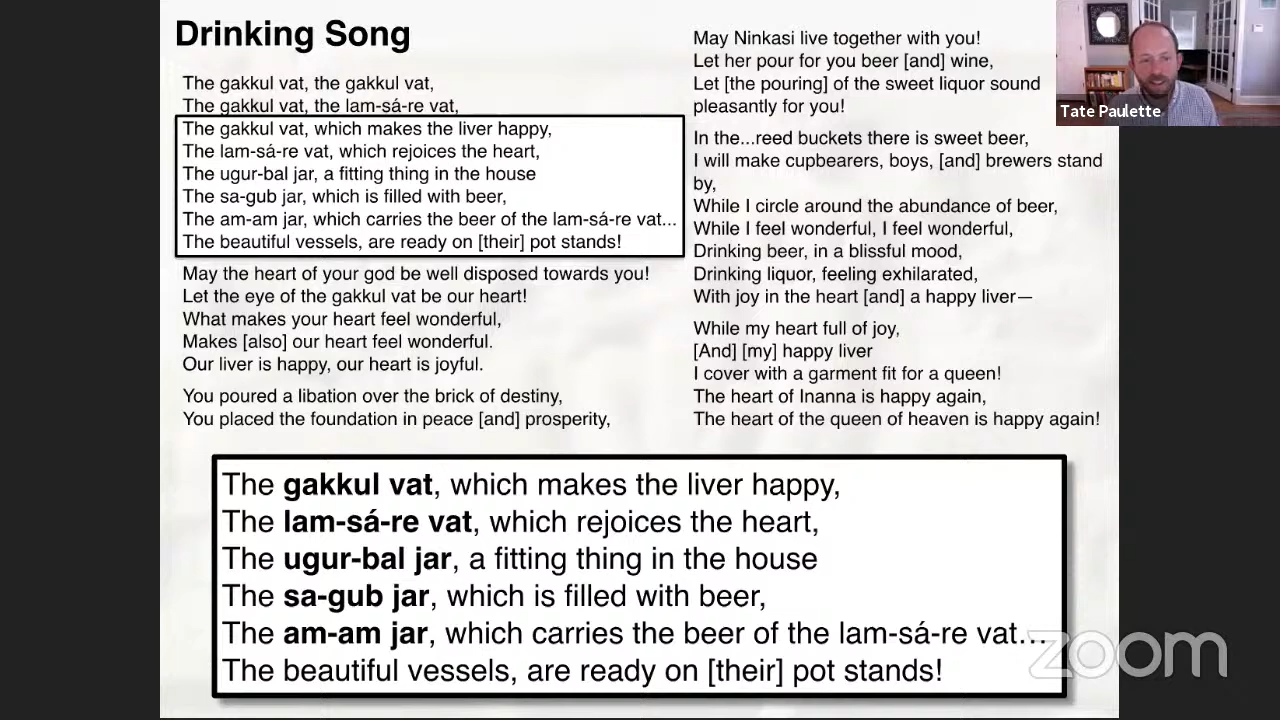 Drinking Song
The gakkul vat, the gakkul vat,
The gakkul vat, the lam-sá-re vat,
The gakkul vat, which makes the liver happy,
The lam-sá-re vat, which rejoices the heart,
The ugur-bal jar, a fitting thing in the house
The sa-gub jar, which is filled with beer,
The am-am jar, which carries the beer of the lam-sá-re vat...
The beautiful vessels, are ready on [their] pot stands!
May the heart of your god be well disposed towards you!
Let the eye of the gakkul vat be our heart!
What makes your heart feel wonderful,
Makes [also] our heart feel wonderful.
Our liver is happy, our heart is joyful.
You poured a libation over the brick of destiny,
You placed the foundation in peace [and] prosperity,
May Ninkasi live together with you!
Let her pour for you beer [and] wine,
Let [the pouring] of the sweet liquor sound
pleasantly for you!
In the...reed buckets there is sweet beer,
I will make cupbearers, boys, [and] brewers stand
by,
While I circle around the abundance of beer,
While I feel wonderful, I feel wonderful,
Drinking beer, in a blissful mood,
Drinking liquor, feeling exhilarated,
With joy in the heart [and] a happy liver—
While my heart full of joy,
[And] [my] happy liver
I cover with a garment fit for a queen!
The heart of Inanna is happy again,
The heart of the queen of heaven is happy again!
Tate Paulette
The gakkul vat, which makes the liver happy,
The lam-sá-re vat, which rejoices the heart,
The ugur-bal jar, a fitting thing in the house
The sa-gub jar, which is filled with beer,
The am-am jar, which carries the beer of the lam-sá-re vat…
The beautiful vessels, are ready on [their] pot stands!
zoom